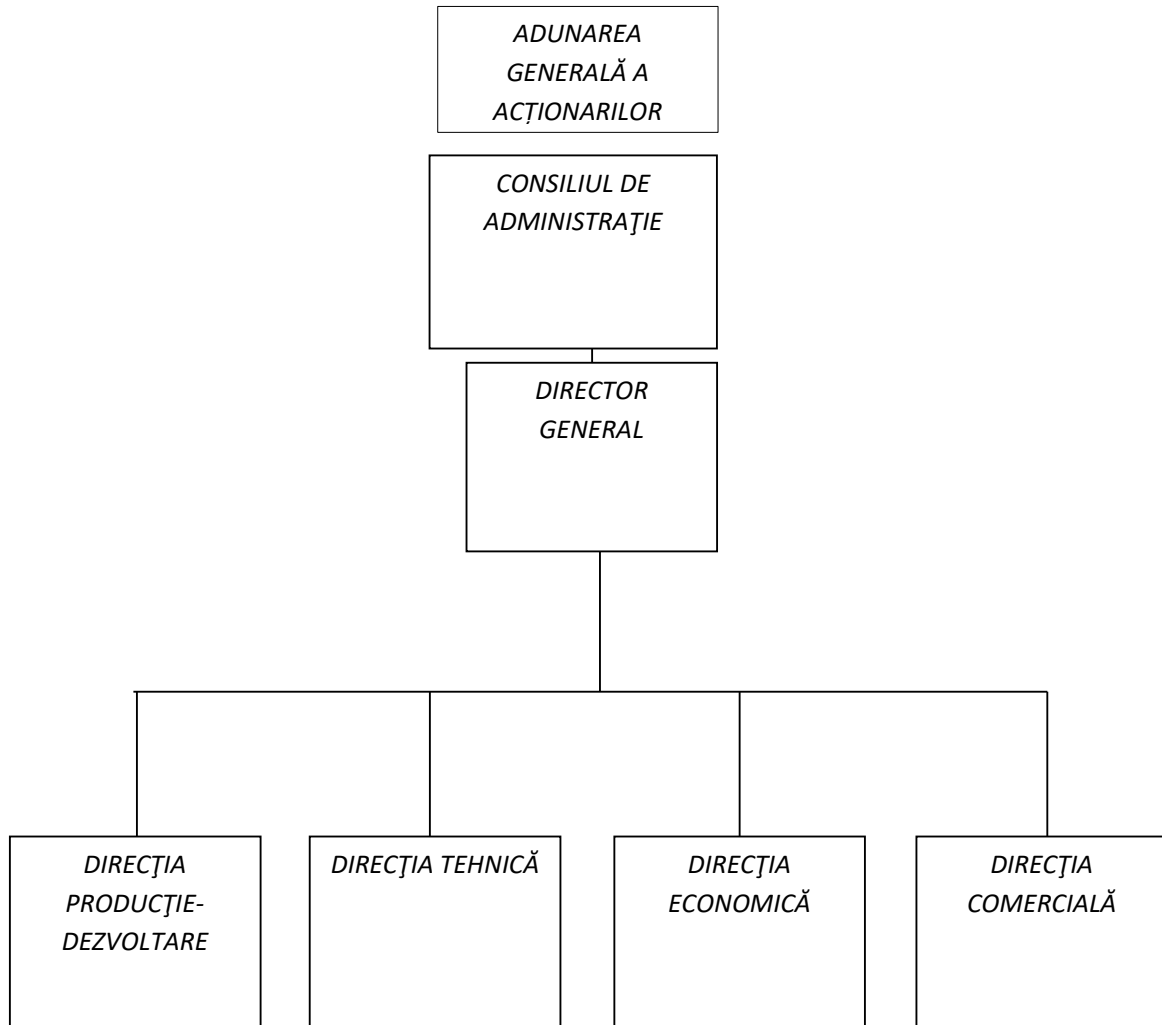 ADUNAREA
GENERALĂ A
ACȚIONARILOR
CONSILIUL DE
ADMINISTRAŢIE
DIRECTOR
GENERAL
DIRECŢIA
PRODUCŢIE-
DEZVOLTARE
DIRECŢIA TEHNICĂ
DIRECŢIA
ECONOMICĂ
DIRECŢIA
COMERCIALĂ